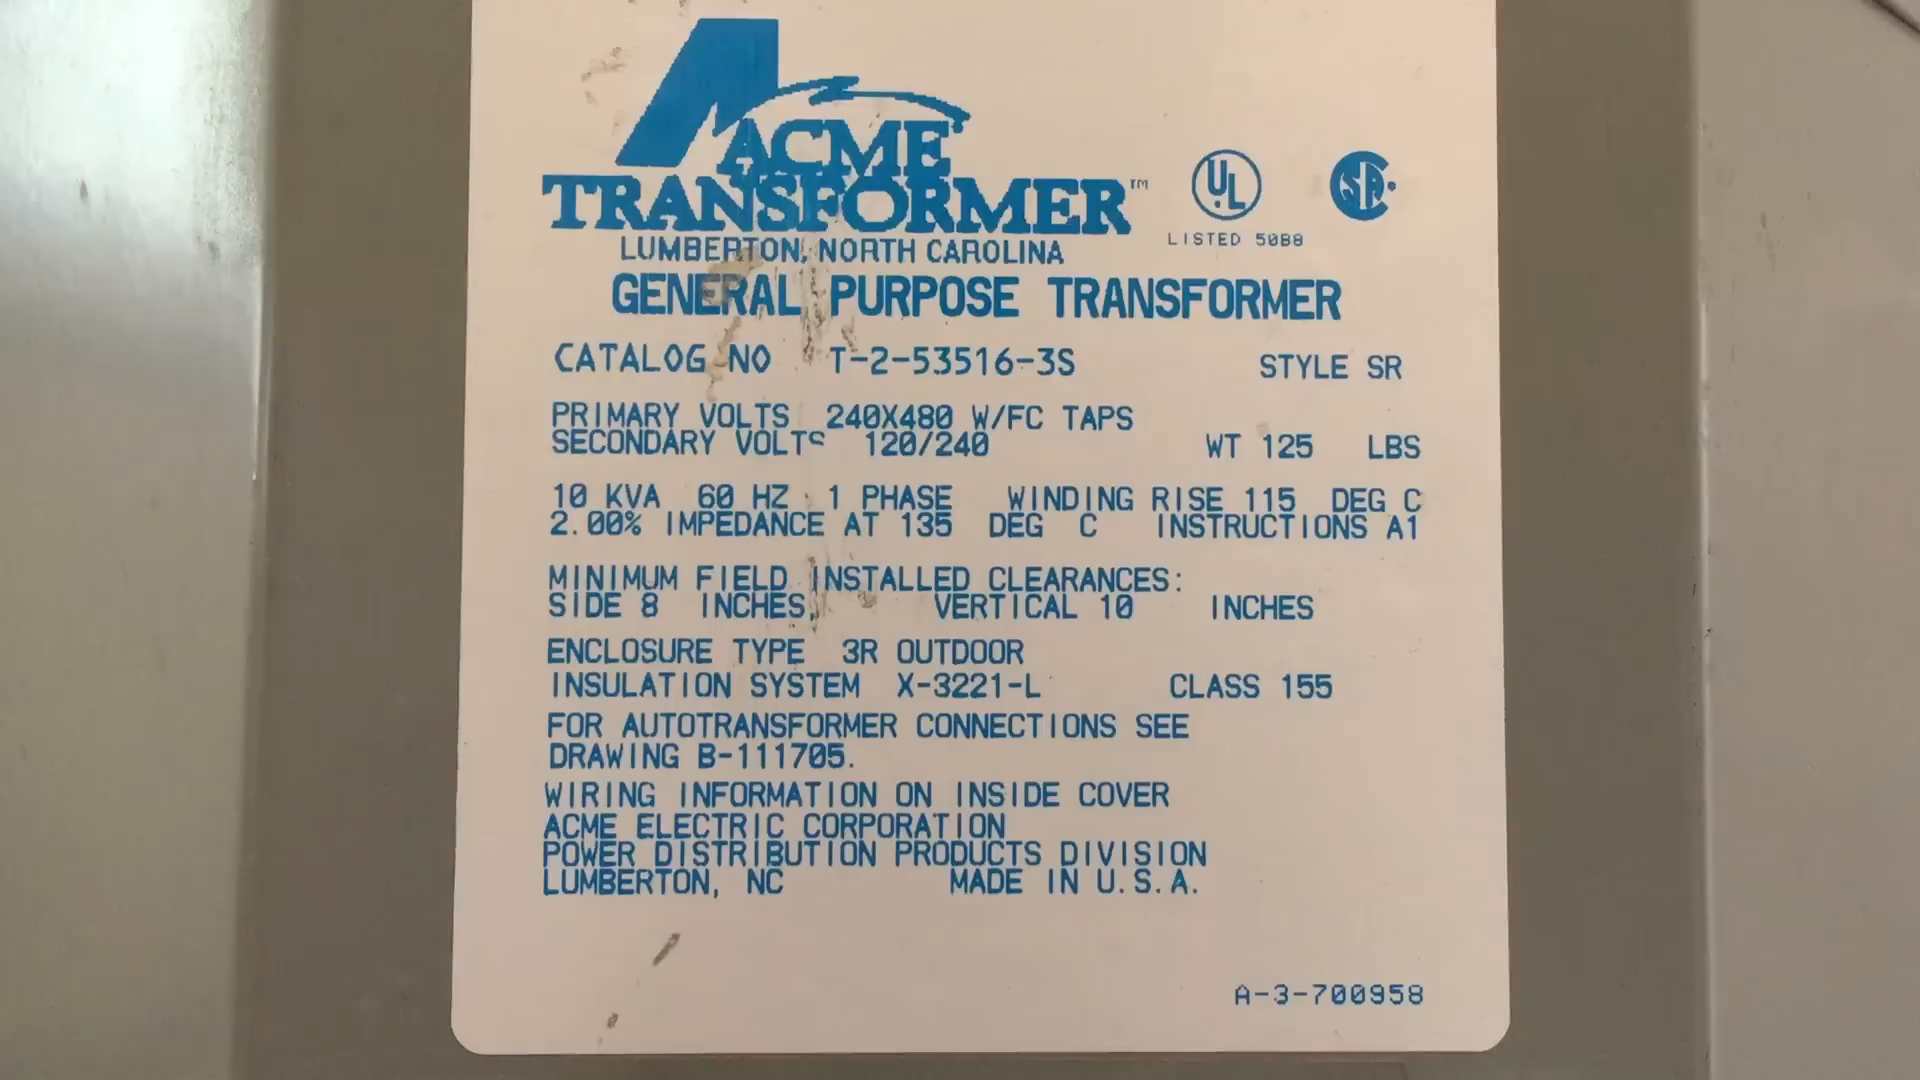 ACME
TRANSFORMER™
LUMBERTON, NORTH CAROLINA
UL
LISTED 50B8
GENERAL PURPOSE TRANSFORMER
CATALOG NO T-2-53516-3S STYLE SR
PRIMARY VOLTS 240X480 W/FC TAPS
SECONDARY VOLTS 120/240 WT 125 LBS
10 KVA 60 HZ 1 PHASE WINDING RISE 115 DEG C
2.00% IMPEDANCE AT 135 DEG C INSTRUCTIONS A1
MINIMUM FIELD INSTALLED CLEARANCES:
SIDE 8 INCHES, VERTICAL 10 INCHES
ENCLOSURE TYPE 3R OUTDOOR
INSULATION SYSTEM X-3221-L CLASS 155
FOR AUTOTRANSFORMER CONNECTIONS SEE
DRAWING B-111705.
WIRING INFORMATION ON INSIDE COVER
ACME ELECTRIC CORPORATION
POWER DISTRIBUTION PRODUCTS DIVISION
LUMBERTON, NC MADE IN U.S.A.
A-3-700958